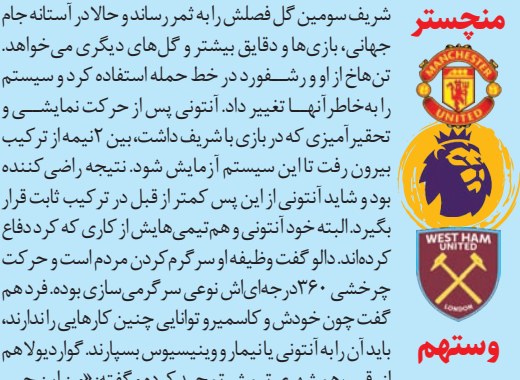 منچستر
MANCHESTER
UNITED
WEST HAM
UNITED
LONDON
وستهم
شریف سومین گل فصلش را به ثمر رساند و حالا در آستانه جام
جهانی، بازی‌ها و دقایق بیشتر و گل‌های دیگری می‌خواهد.
تن‌هاخ از او و رشــفورد در خط حمله استفاده کرد و سیستم
را به‌خاطر آنهــا تغییر داد. آنتونی پس از حرکت نمایشــی و
تحقیرآمیزی که در بازی با شریف داشت، بین ۲نیمه از ترکیب
بیرون رفت تا این سیستم آزمایش شود. نتیجه راضی کننده
بود و شاید آنتونی از این پس کمتر از قبل در ترکیب ثابت قرار
بگیرد. البته خود آنتونی و هم‌تیمی‌هایش از کاری که کرد دفاع
کرده‌اند. دالو گفت وظیفه او سرگرم کردن مردم است و حرکت
چرخشی ۳۶۰درجه‌ای‌اش نوعی سرگرمی‌سازی بوده. فرد هم
گفت چون خودش و کاسمیرو توانایی چنین کارهایی را ندارند،
باید آن را به آنتونی یا نیمار و وینیسیوس بسپارند. گواردیولا هم